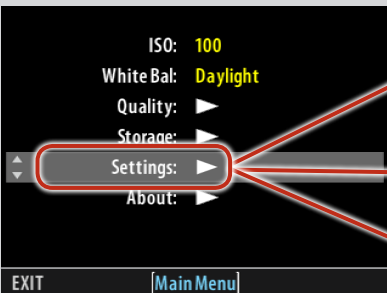 ISO: 100
White Bal: Daylight
Quality:
Storage:
Settings:
About:
EXIT [Main Menu]